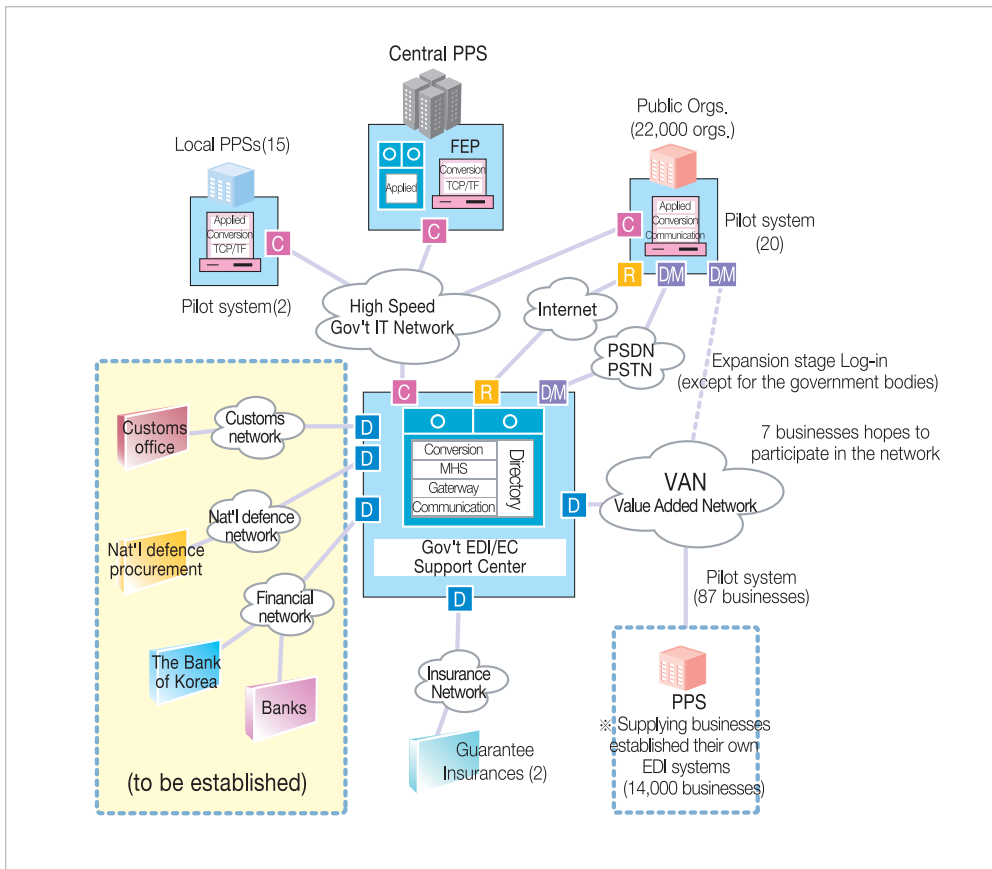 Central PPS
FEP
Conversion
TCP/TF
Applied
Local PPSs(15)
Applied
Conversion
TCP/TF
C
Pilot system(2)
C
Public Orgs.
(22,000 orgs.)
Applied
Conversion
Communication
C
Pilot system
(20)
R
D/M
D/M
High Speed
Gov't IT Network
Internet
PSDN
PSTN
Expansion stage Log-in
(except for the government bodies)
7 businesses hopes to
participate in the network
C
R
D/M
Customs
office
Customs
network
D
Nat'l defence
procurement
Nat'l defence
network
D
Financial
network
D
The Bank
of Korea
Banks
(to be established)
Conversion
MHS
Gateway
Communication
Directory
Gov't EDI/EC
Support Center
D
D
VAN
Value Added Network
Pilot system
(87 businesses)
Insurance
Network
Guarantee
Insurances (2)
PPS
※ Supplying businesses
established their own
EDI systems
(14,000 businesses)